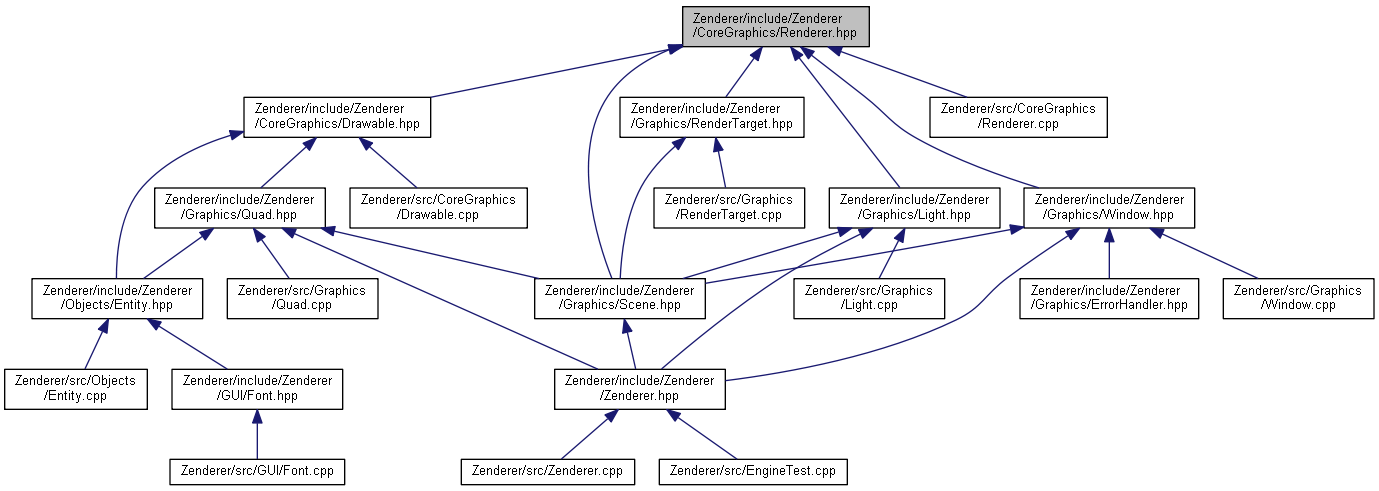 Zenderer/include/Zenderer
/CoreGraphics/Renderer.hpp
Zenderer/include/Zenderer
/CoreGraphics/Drawable.hpp
Zenderer/include/Zenderer
/Graphics/RenderTarget.hpp
Zenderer/src/CoreGraphics
/Renderer.cpp
Zenderer/include/Zenderer
/Graphics/Quad.hpp
Zenderer/src/CoreGraphics
/Drawable.cpp
Zenderer/src/Graphics
/RenderTarget.cpp
Zenderer/include/Zenderer
/Graphics/Light.hpp
Zenderer/include/Zenderer
/Graphics/Window.hpp
Zenderer/include/Zenderer
/Objects/Entity.hpp
Zenderer/src/Graphics
/Quad.cpp
Zenderer/include/Zenderer
/Graphics/Scene.hpp
Zenderer/src/Graphics
/Light.cpp
Zenderer/include/Zenderer
/Graphics/ErrorHandler.hpp
Zenderer/src/Graphics
/Window.cpp
Zenderer/src/Objects
/Entity.cpp
Zenderer/include/Zenderer
/GUI/Font.hpp
Zenderer/include/Zenderer
/Zenderer.hpp
Zenderer/src/GUI/Font.cpp
Zenderer/src/Zenderer.cpp
Zenderer/src/EngineTest.cpp